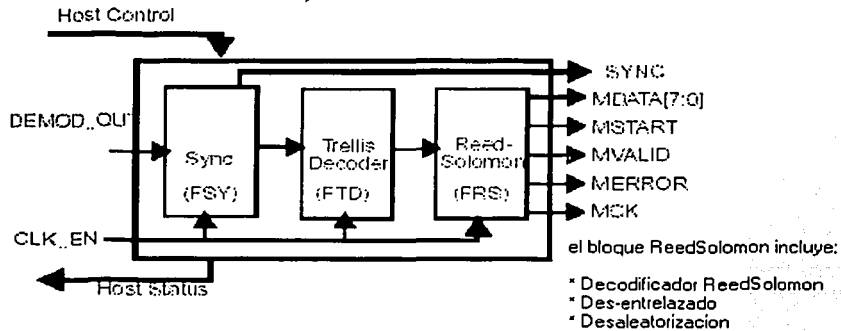 Host Control
SYNC
MDATA[7:0]
MSTART
MVALID
MERROR
MCK
DEMOD_OUT
Sync
(FSY)
Trellis
Decoder
(FTD)
Reed-
Solomon
(FRS)
CLK_EN
Host Status
el bloque ReedSolomon incluye:
* Decodificador ReedSolomon
* Des-entrelazado
* Desaleatorizacion